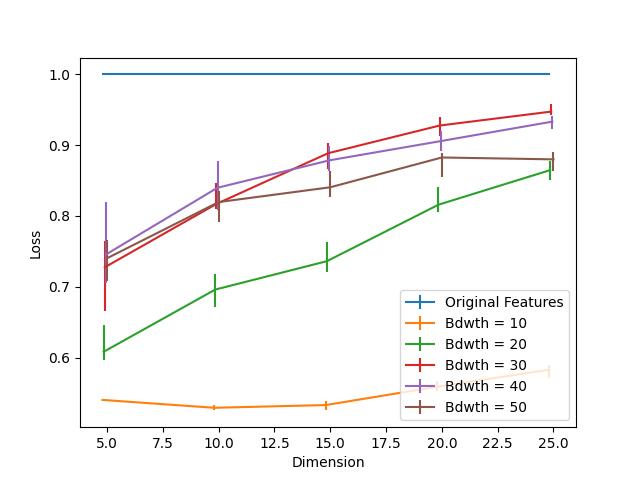 1.0
0.9
0.8
0.7
0.6
Loss
Original Features
Bdwth = 10
Bdwth = 20
Bdwth = 30
Bdwth = 40
Bdwth = 50
5.0 7.5 10.0 12.5 15.0 17.5 20.0 22.5 25.0
Dimension